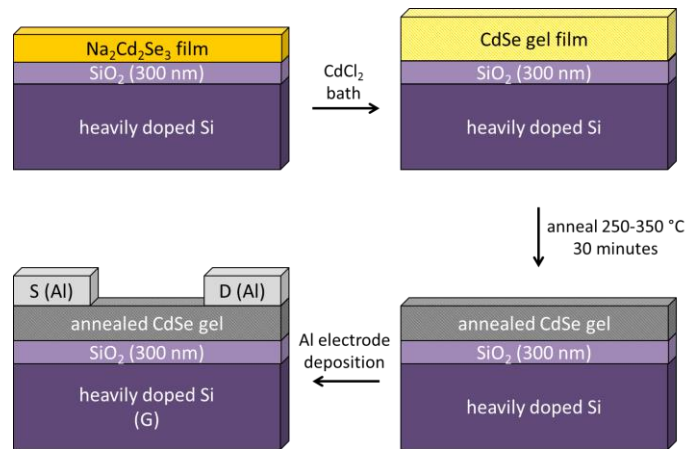 Na₂Cd₂Se₃ film
SiO₂ (300 nm)
heavily doped Si
CdCl₂
bath
CdSe gel film
SiO₂ (300 nm)
heavily doped Si
anneal 250-350 °C
30 minutes
S (Al)
D (Al)
annealed CdSe gel
SiO₂ (300 nm)
heavily doped Si
(G)
Al electrode
deposition
annealed CdSe gel
SiO₂ (300 nm)
heavily doped Si